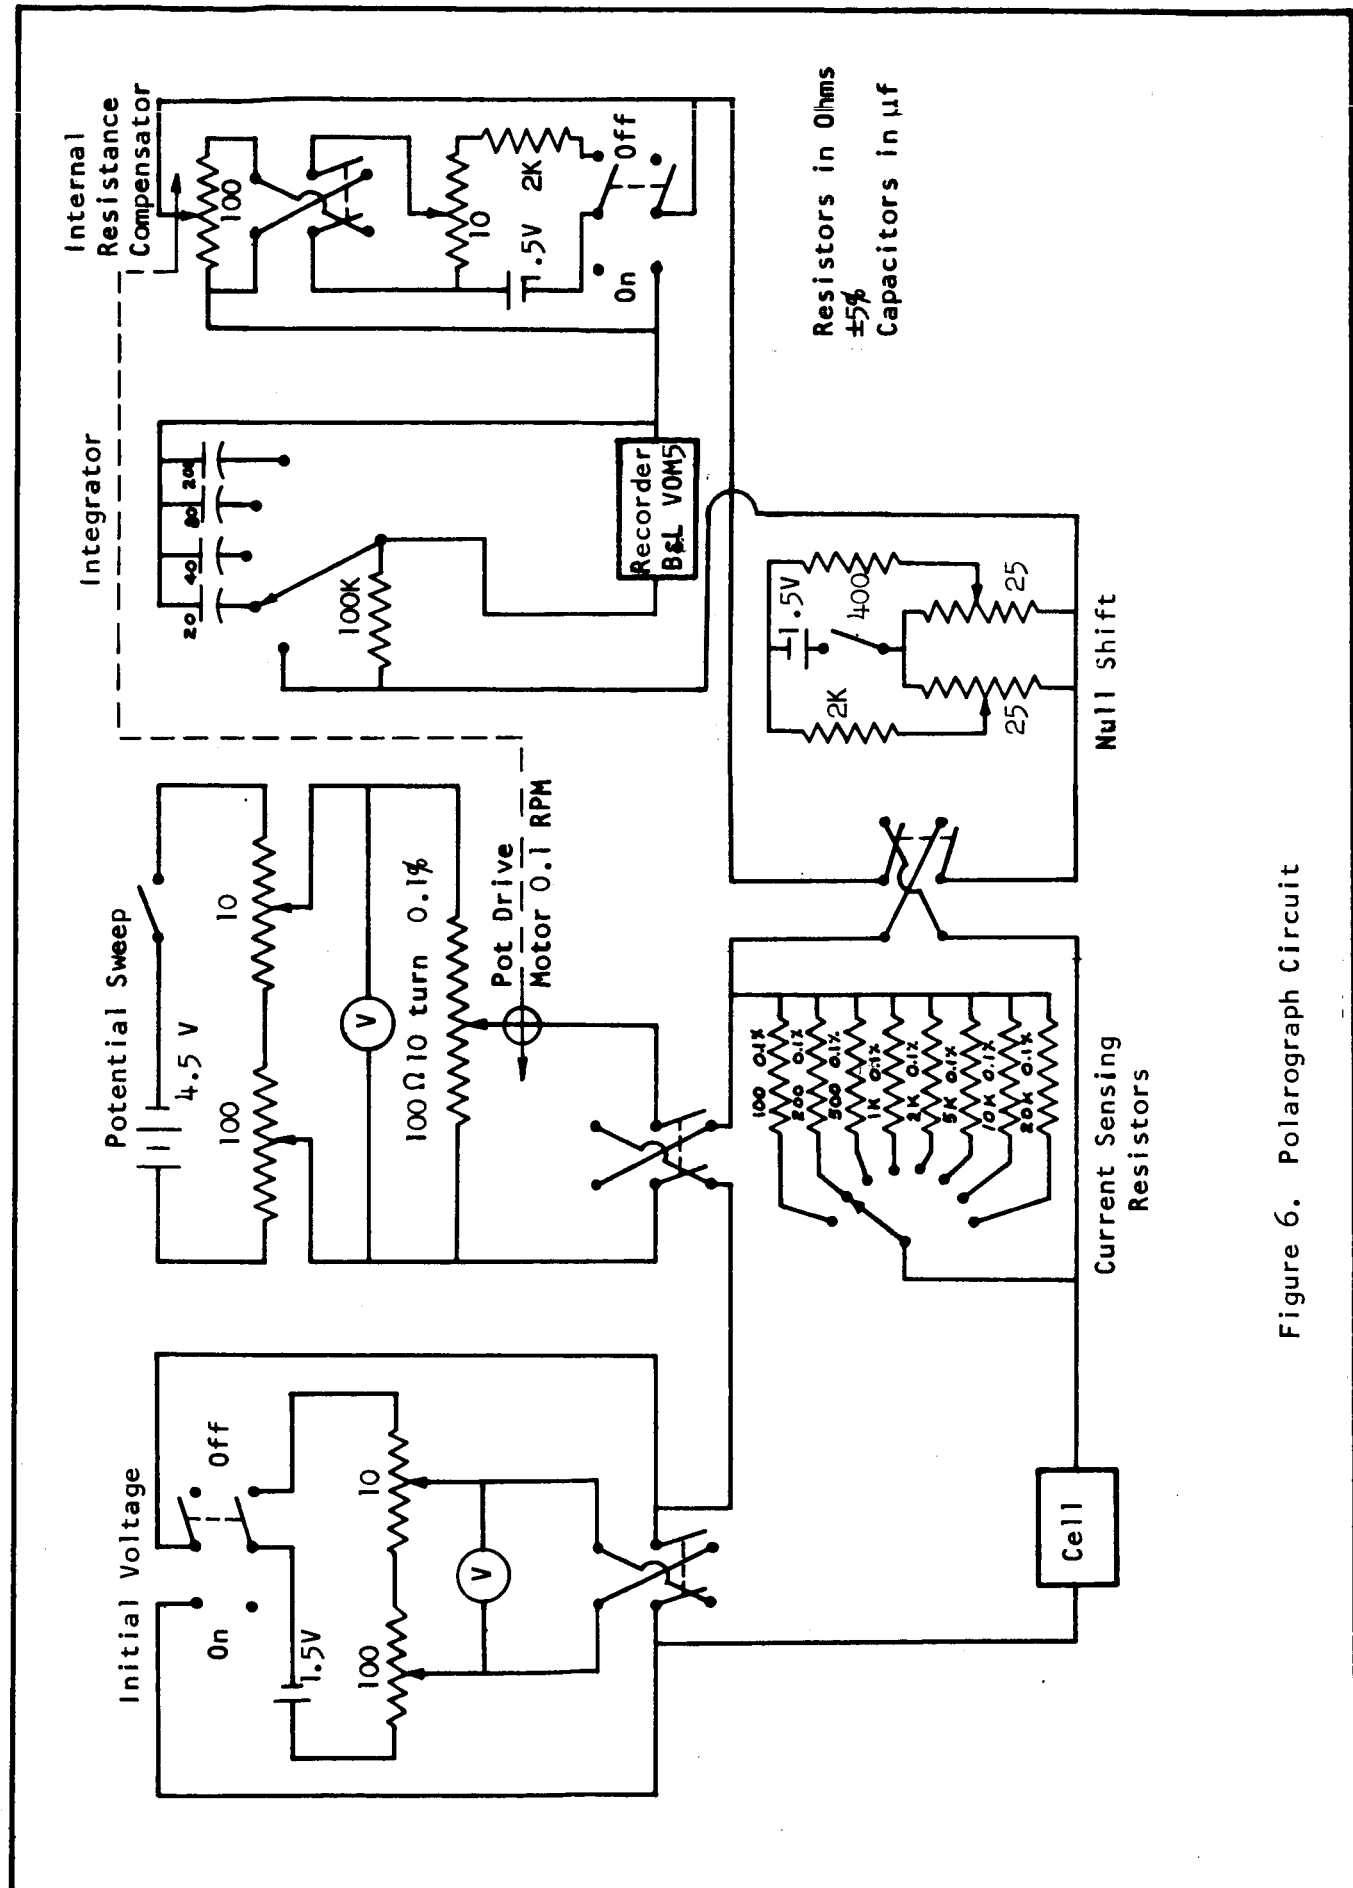 Initial Voltage
On
Off
1.5V
100
10
V
Potential Sweep
4.5 V
100
10
V
100 Ω 10 turn 0.1%
Pot Drive
Motor 0.1 RPM
Integrator
20
40
80
200
100K
Recorder
B&L VOM5
Internal
Resistance
Compensator
100
10
2K
1.5V
On
Off
Cell
100 0.1%
200 0.1%
500 0.1%
1K 0.1%
2K 0.1%
5K 0.1%
10K 0.1%
20K 0.1%
Current Sensing
Resistors
2K
1.5V
400
25
25
Null Shift
Resistors in Ohms
±5%
Capacitors in µf
Figure 6. Polarograph Circuit